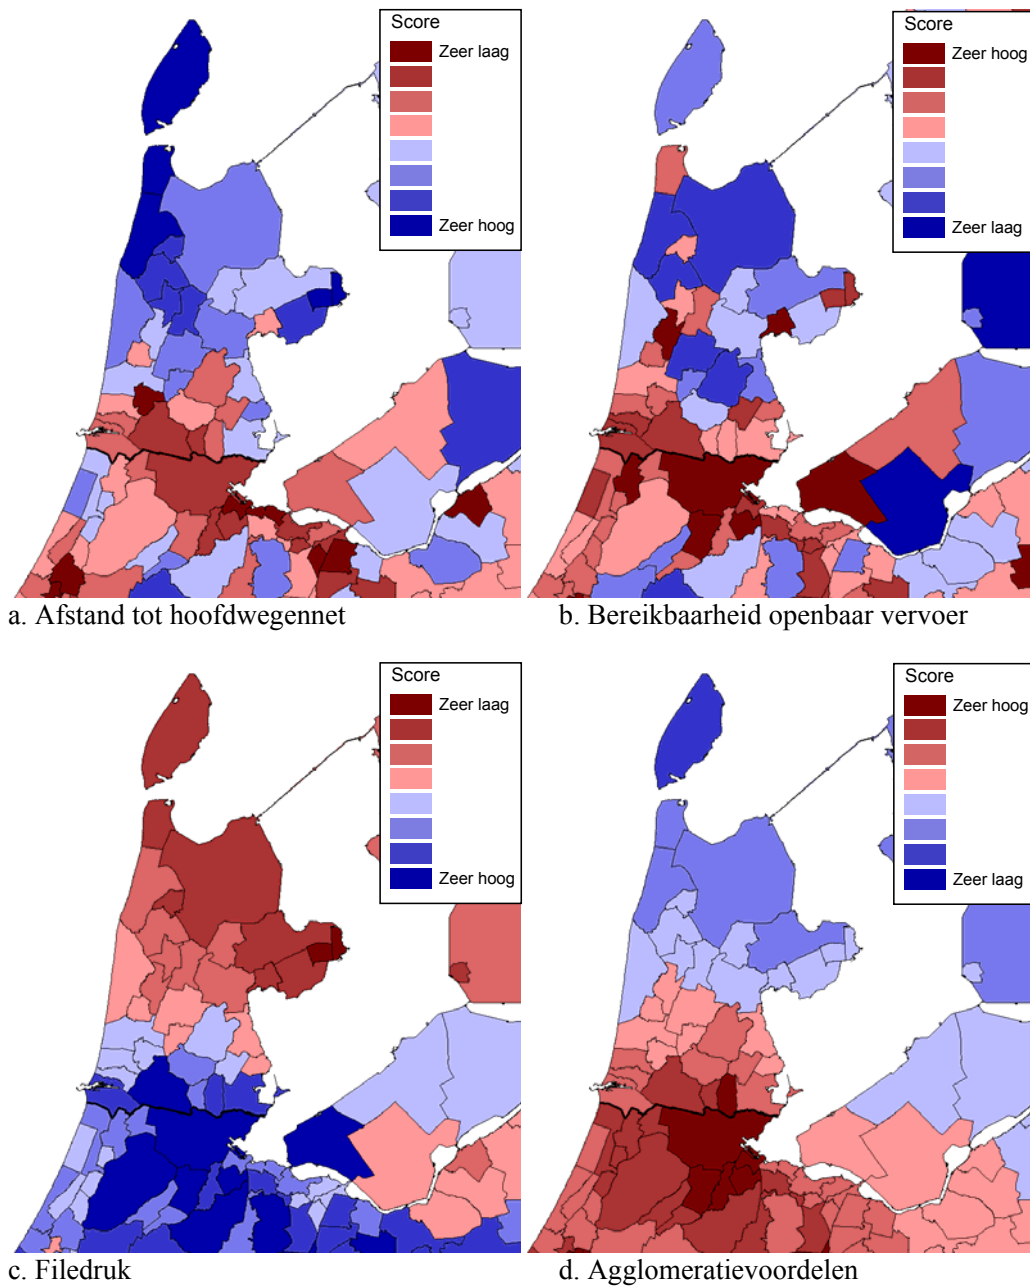 Score
Zeer laag
Zeer hoog
Score
Zeer hoog
Zeer laag
a. Afstand tot hoofdwegennet
b. Bereikbaarheid openbaar vervoer
Score
Zeer laag
Zeer hoog
Score
Zeer hoog
Zeer laag
c. Filedruk
d. Agglomeratievoordelen